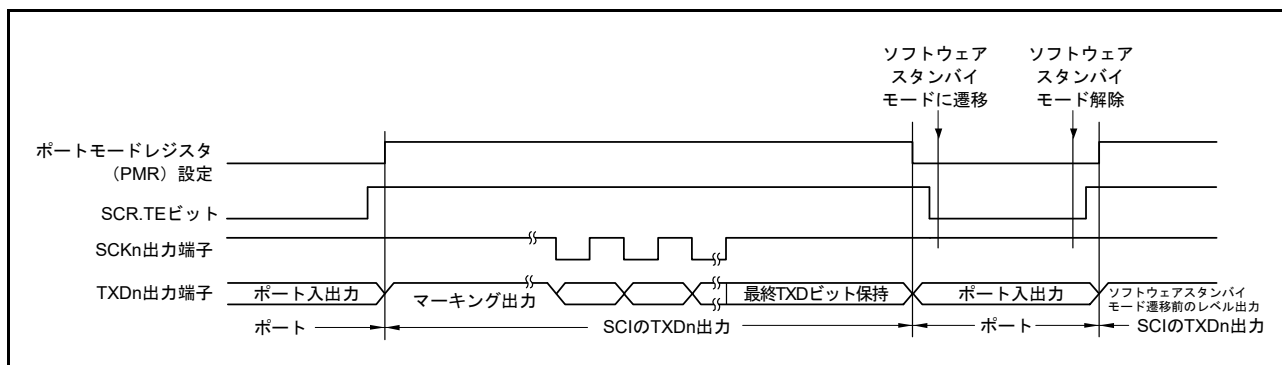 ソフトウェア
スタンバイ
モードに遷移
ソフトウェア
スタンバイ
モード解除
ポートモードレジスタ
（PMR）設定
SCR.TEビット
SCKn出力端子
TXDn出力端子
ポート入出力
マーキング出力
最終TXDビット保持
ポート入出力
ソフトウェアスタンバイ
モード遷移前のレベル出力
ポート
SCIのTXDn出力
ポート
SCIのTXDn出力